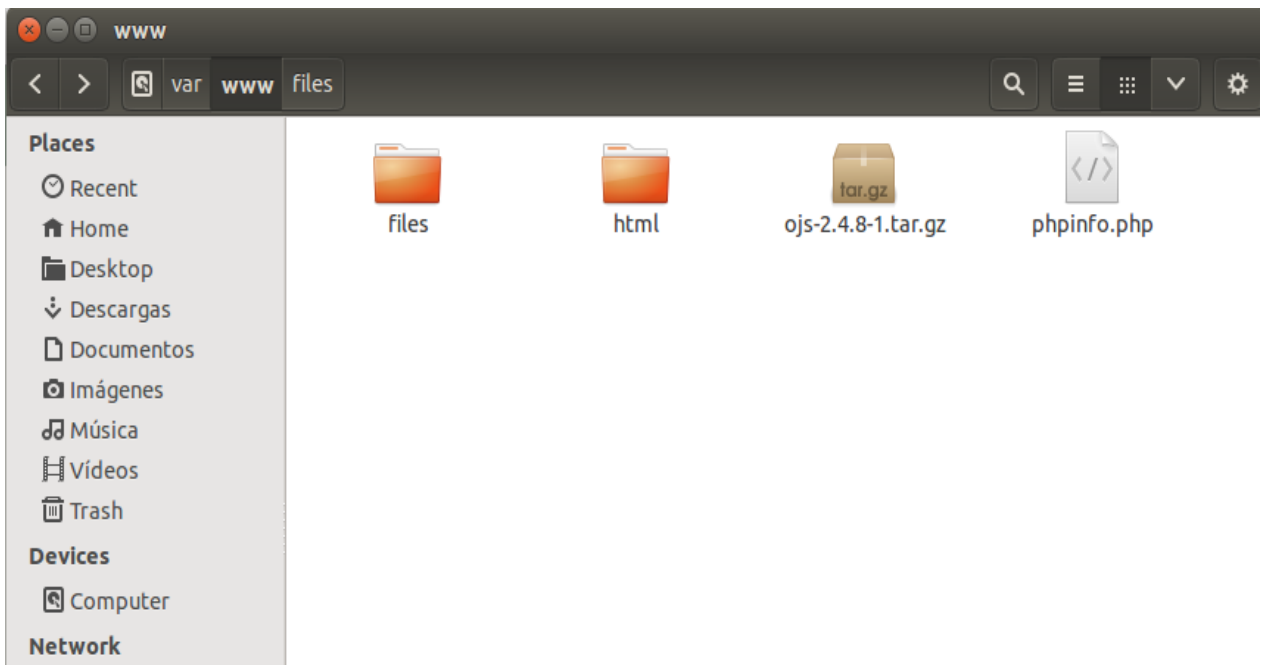 www
var www files
Places
Recent
Home
Desktop
Descargas
Documentos
Imágenes
Música
Vídeos
Trash
Devices
Computer
Network
files
html
tar.gz
ojs-2.4.8-1.tar.gz
</>
phpinfo.php